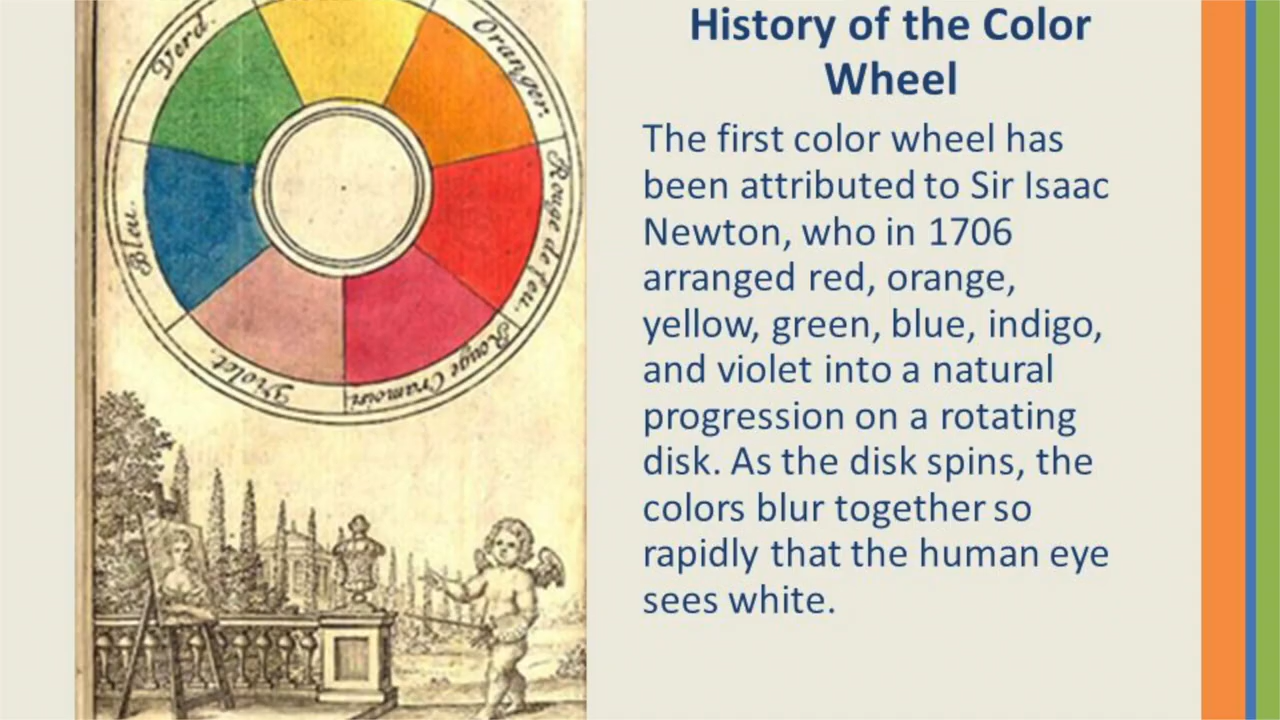 History of the Color
Wheel
The first color wheel has
been attributed to Sir Isaac
Newton, who in 1706
arranged red, orange,
yellow, green, blue, indigo,
and violet into a natural
progression on a rotating
disk. As the disk spins, the
colors blur together so
rapidly that the human eye
sees white.
Verd.
Oranger.
Rouge de feu.
Rouge Cramoisi
Violet.
Bleu.